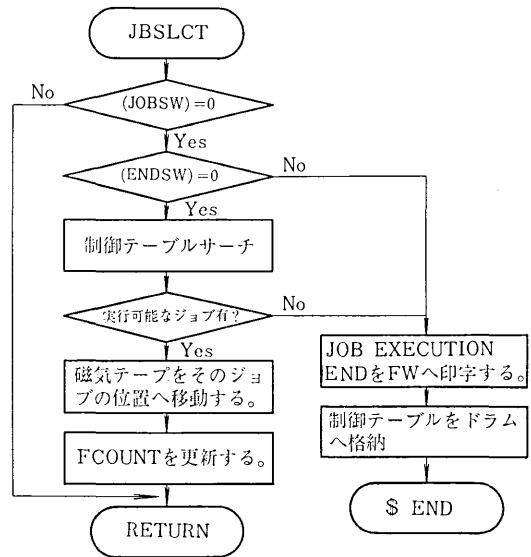 JBSLCT
No
(JOBSW)=0
Yes
(ENDSW)=0
No
Yes
制御テーブルサーチ
実行可能なジョブ有?
No
Yes
磁気テープをそのジョ
ブの位置へ移動する。
FCOUNTを更新する。
RETURN
JOB EXECUTION
ENDをFWへ印字する。
制御テーブルをドラム
へ格納
$ END